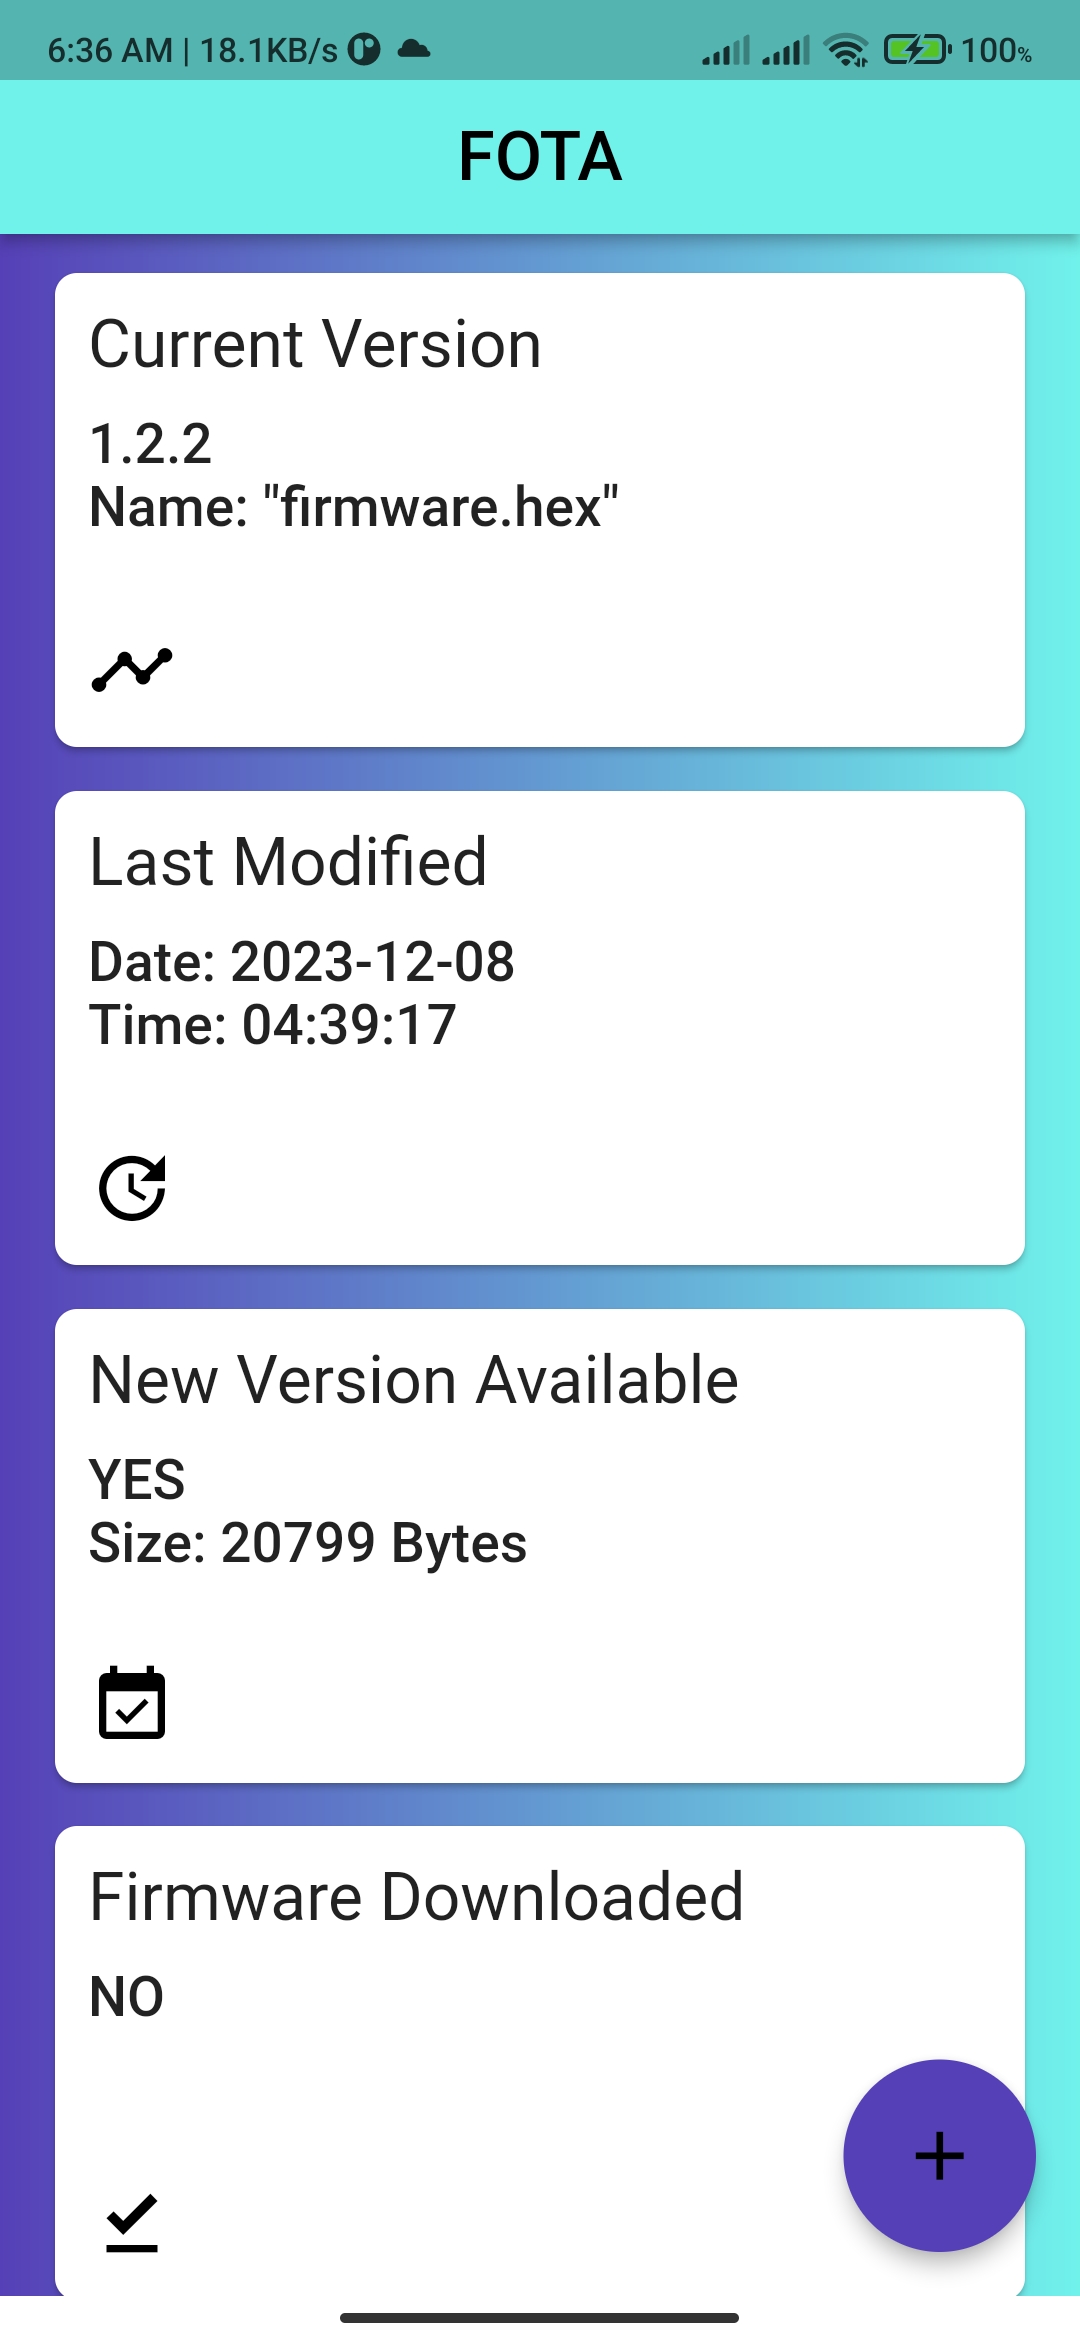 6:36 AM | 18.1KB/s 100%
FOTA
Current Version
1.2.2
Name: "firmware.hex"
Last Modified
Date: 2023-12-08
Time: 04:39:17
New Version Available
YES
Size: 20799 Bytes
Firmware Downloaded
NO